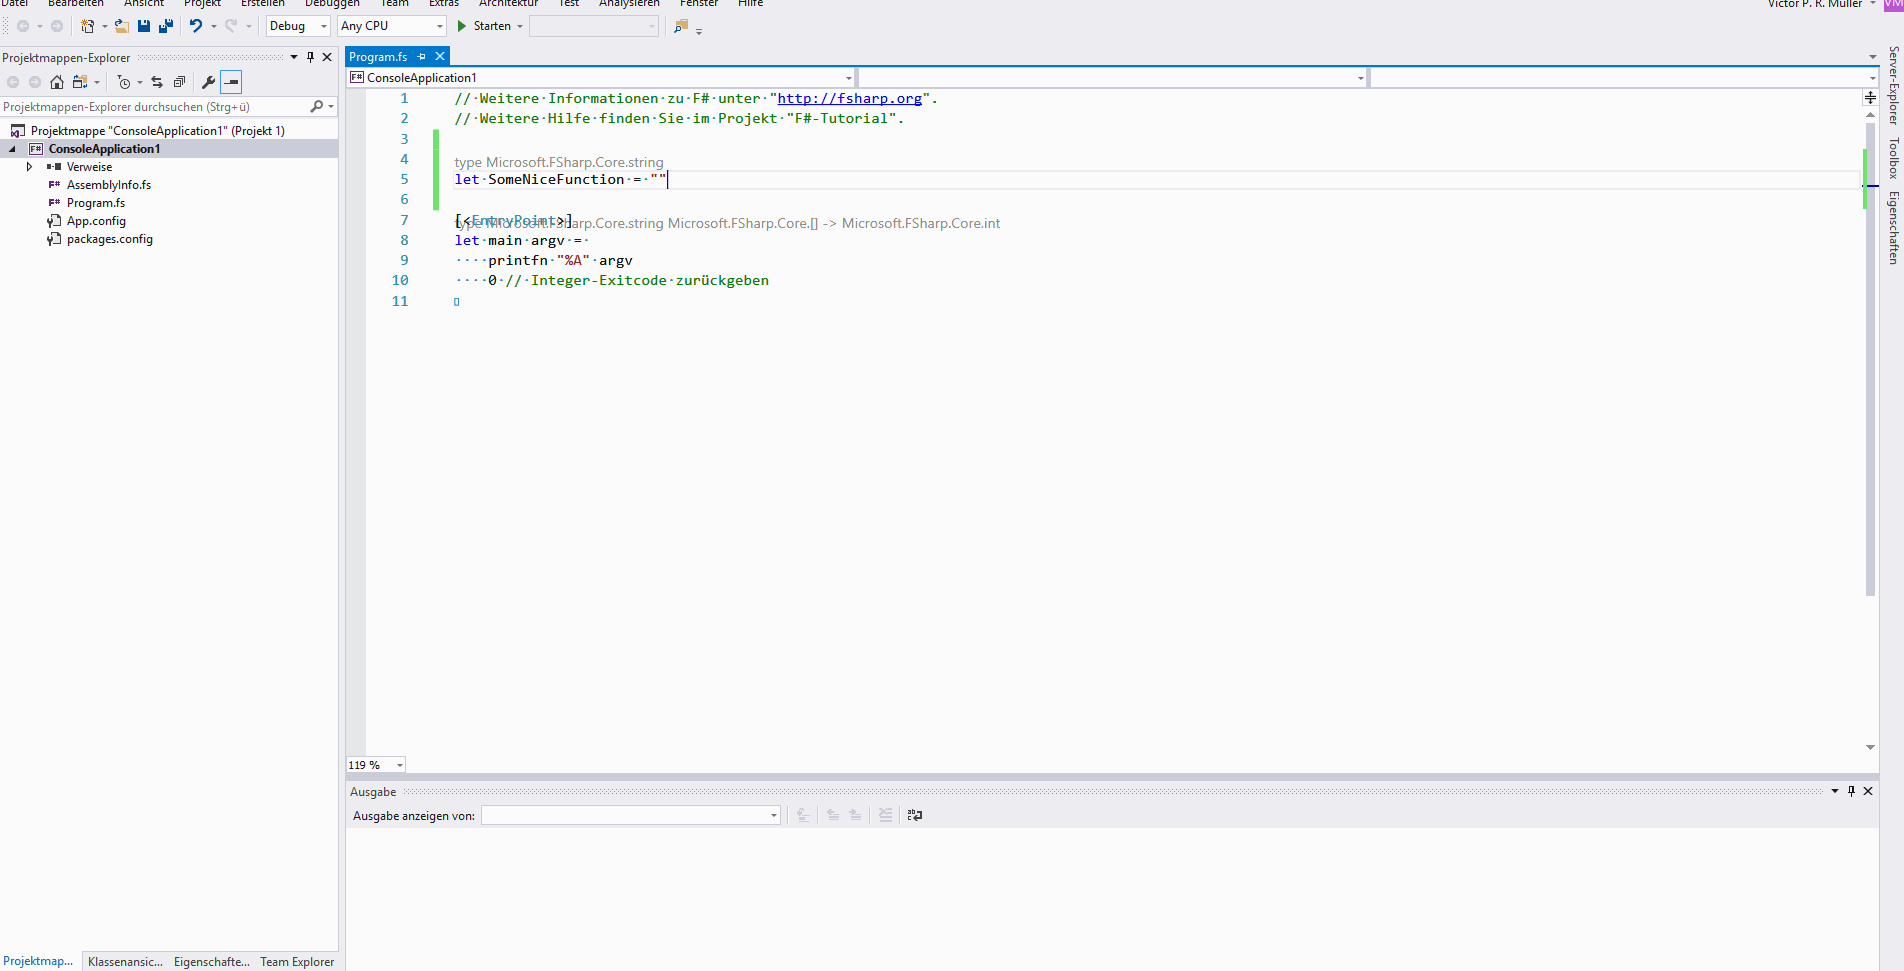 Datei Bearbeiten Ansicht Projekt Erstellen Debuggen Team Extras Architektur Test Analysieren Fenster Hilfe Victor P. R. Müller VM
Debug Any CPU Starten
Projektmappen-Explorer
Projektmappen-Explorer durchsuchen (Strg+ü)
Projektmappe "ConsoleApplication1" (Projekt 1)
F# ConsoleApplication1
Verweise
F# AssemblyInfo.fs
F# Program.fs
App.config
packages.config
Projektmap... Klassenansic... Eigenschafte... Team Explorer
Program.fs
F# ConsoleApplication1
1 //·Weitere·Informationen·zu·F#·unter·"http://fsharp.org".
2 //·Weitere·Hilfe·finden·Sie·im·Projekt·"F#-Tutorial".
3
4
type Microsoft.FSharp.Core.string
5 let·SomeNiceFunction·=·""
6
7 [<EntryPoint>]
type Microsoft.FSharp.Core.string Microsoft.FSharp.Core.[] -> Microsoft.FSharp.Core.int
8 let·main·argv·=·
9 ····printfn·"%A"·argv
10 ····0·//·Integer-Exitcode·zurückgeben
11
119 %
Ausgabe
Ausgabe anzeigen von:
Server-Explorer
Toolbox
Eigenschaften